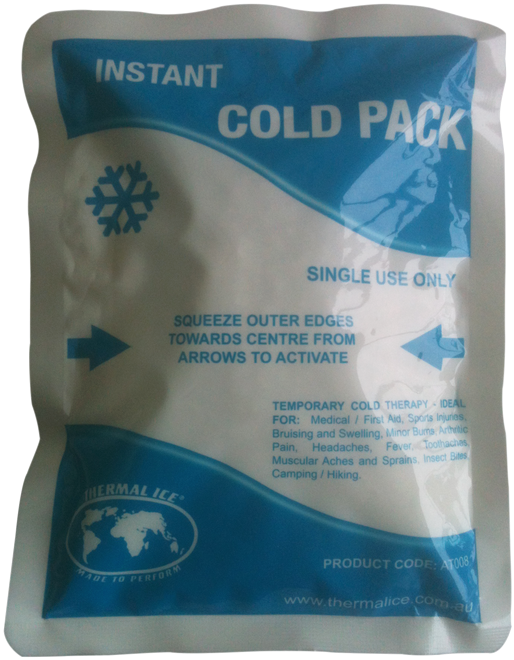 INSTANT
COLD PACK
SINGLE USE ONLY
SQUEEZE OUTER EDGES
TOWARDS CENTRE FROM
ARROWS TO ACTIVATE
TEMPORARY COLD THERAPY - IDEAL
FOR: Medical / First Aid, Sports Injuries,
Bruising and Swelling, Minor Burns, Arthritic
Pain, Headaches, Fever, Toothaches,
Muscular Aches and Sprains, Insect Bites,
Camping / Hiking.
THERMAL ICE®
MADE TO PERFORM
PRODUCT CODE: AT008
www.thermalice.com.au